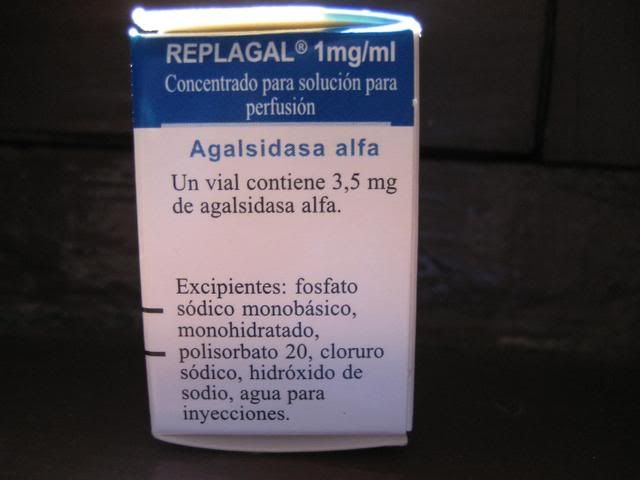 REPLAGAL® 1mg/ml
Concentrado para solución para
perfusión
Agalsidasa alfa
Un vial contiene 3,5 mg
de agalsidasa alfa.
Excipientes: fosfato
sódico monobásico,
monohidratado,
polisorbato 20, cloruro
sódico, hidróxido de
sodio, agua para
inyecciones.